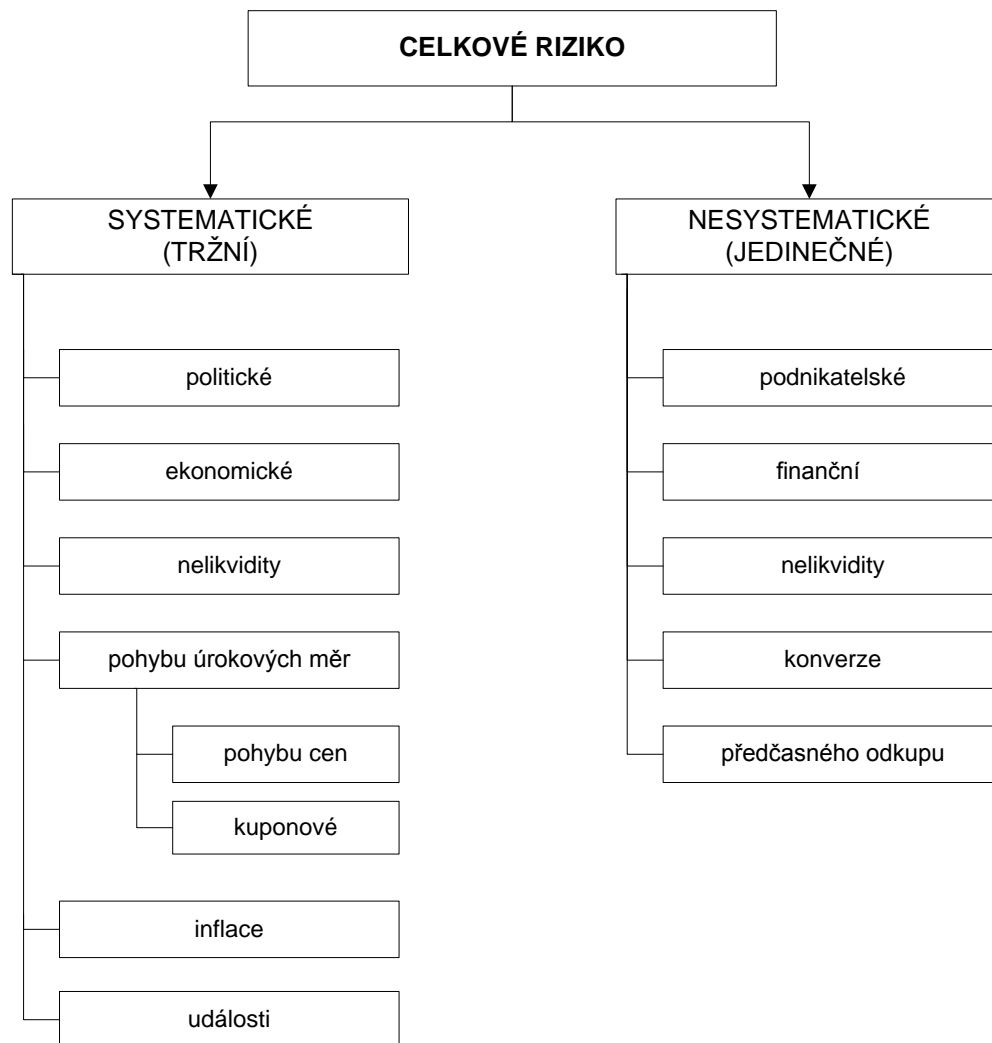 CELKOVÉ RIZIKO
SYSTEMATICKÉ
(TRŽNÍ)
politické
ekonomické
nelikvidity
pohybu úrokových měr
pohybu cen
kuponové
inflace
události
NESYSTEMATICKÉ
(JEDINEČNÉ)
podnikatelské
finanční
nelikvidity
konverze
předčasného odkupu